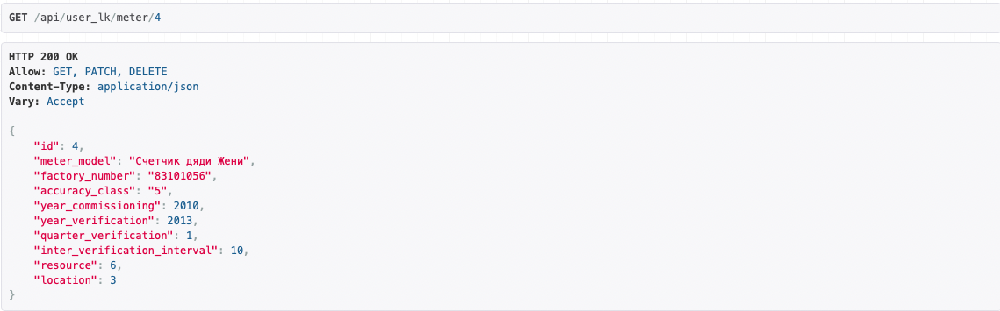 GET /api/user_lk/meter/4
HTTP 200 OK
Allow: GET, PATCH, DELETE
Content-Type: application/json
Vary: Accept
{
"id": 4,
"meter_model": "Счетчик дяди Жени",
"factory_number": "83101056",
"accuracy_class": "5",
"year_commissioning": 2010,
"year_verification": 2013,
"quarter_verification": 1,
"inter_verification_interval": 10,
"resource": 6,
"location": 3
}